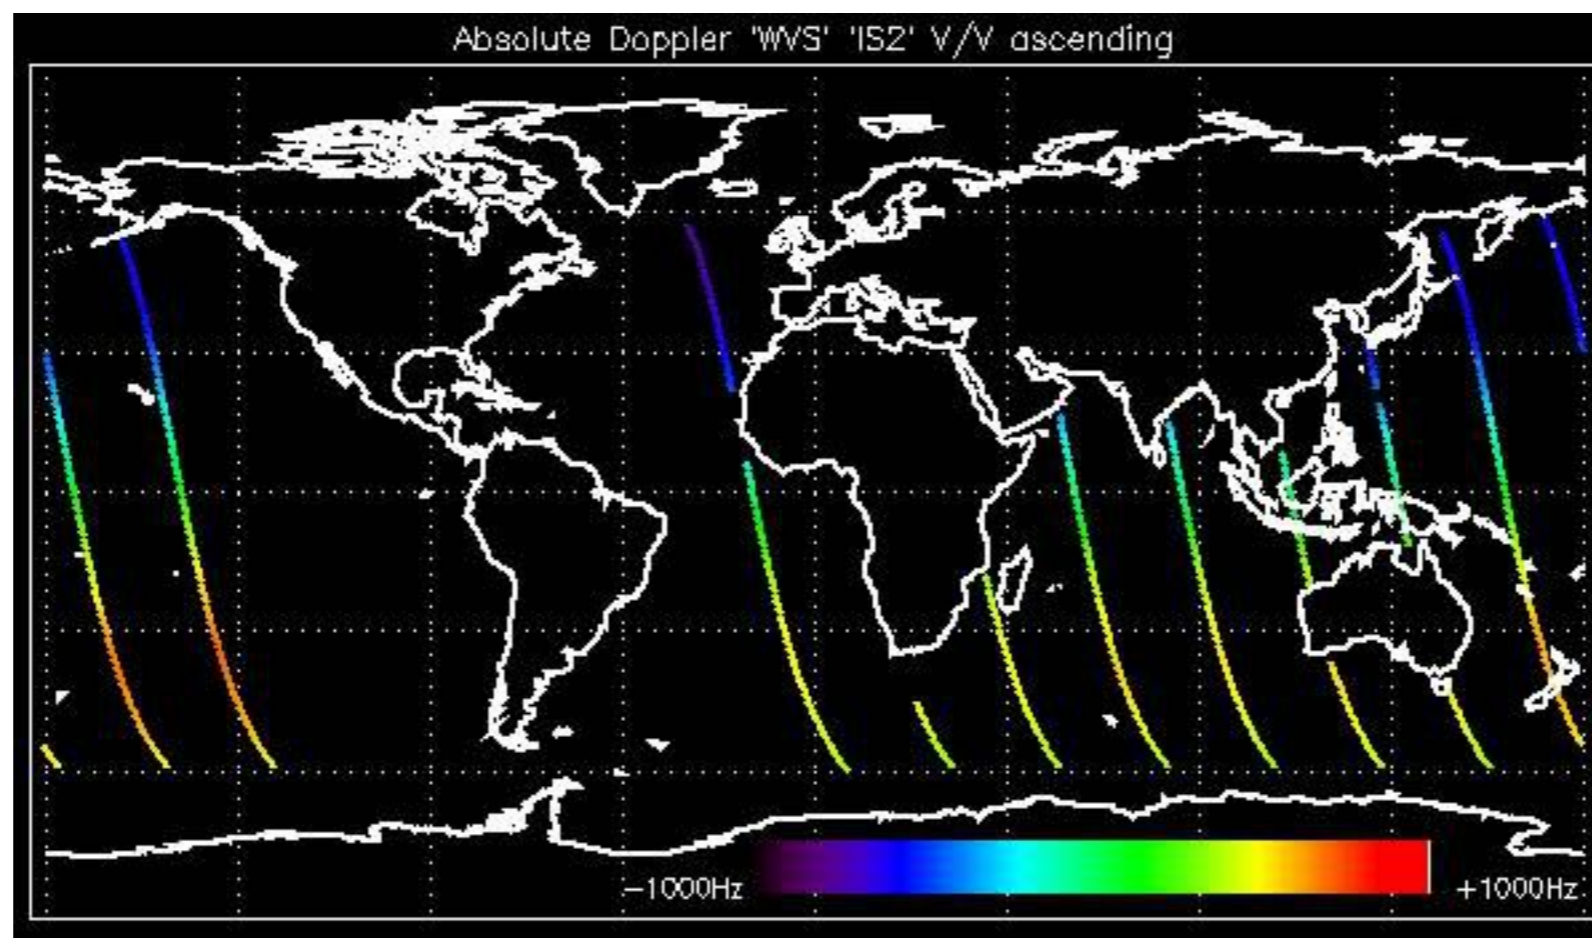 Absolute Doppler 'WVS' 'IS2' V/V ascending
-1000Hz
+1000Hz